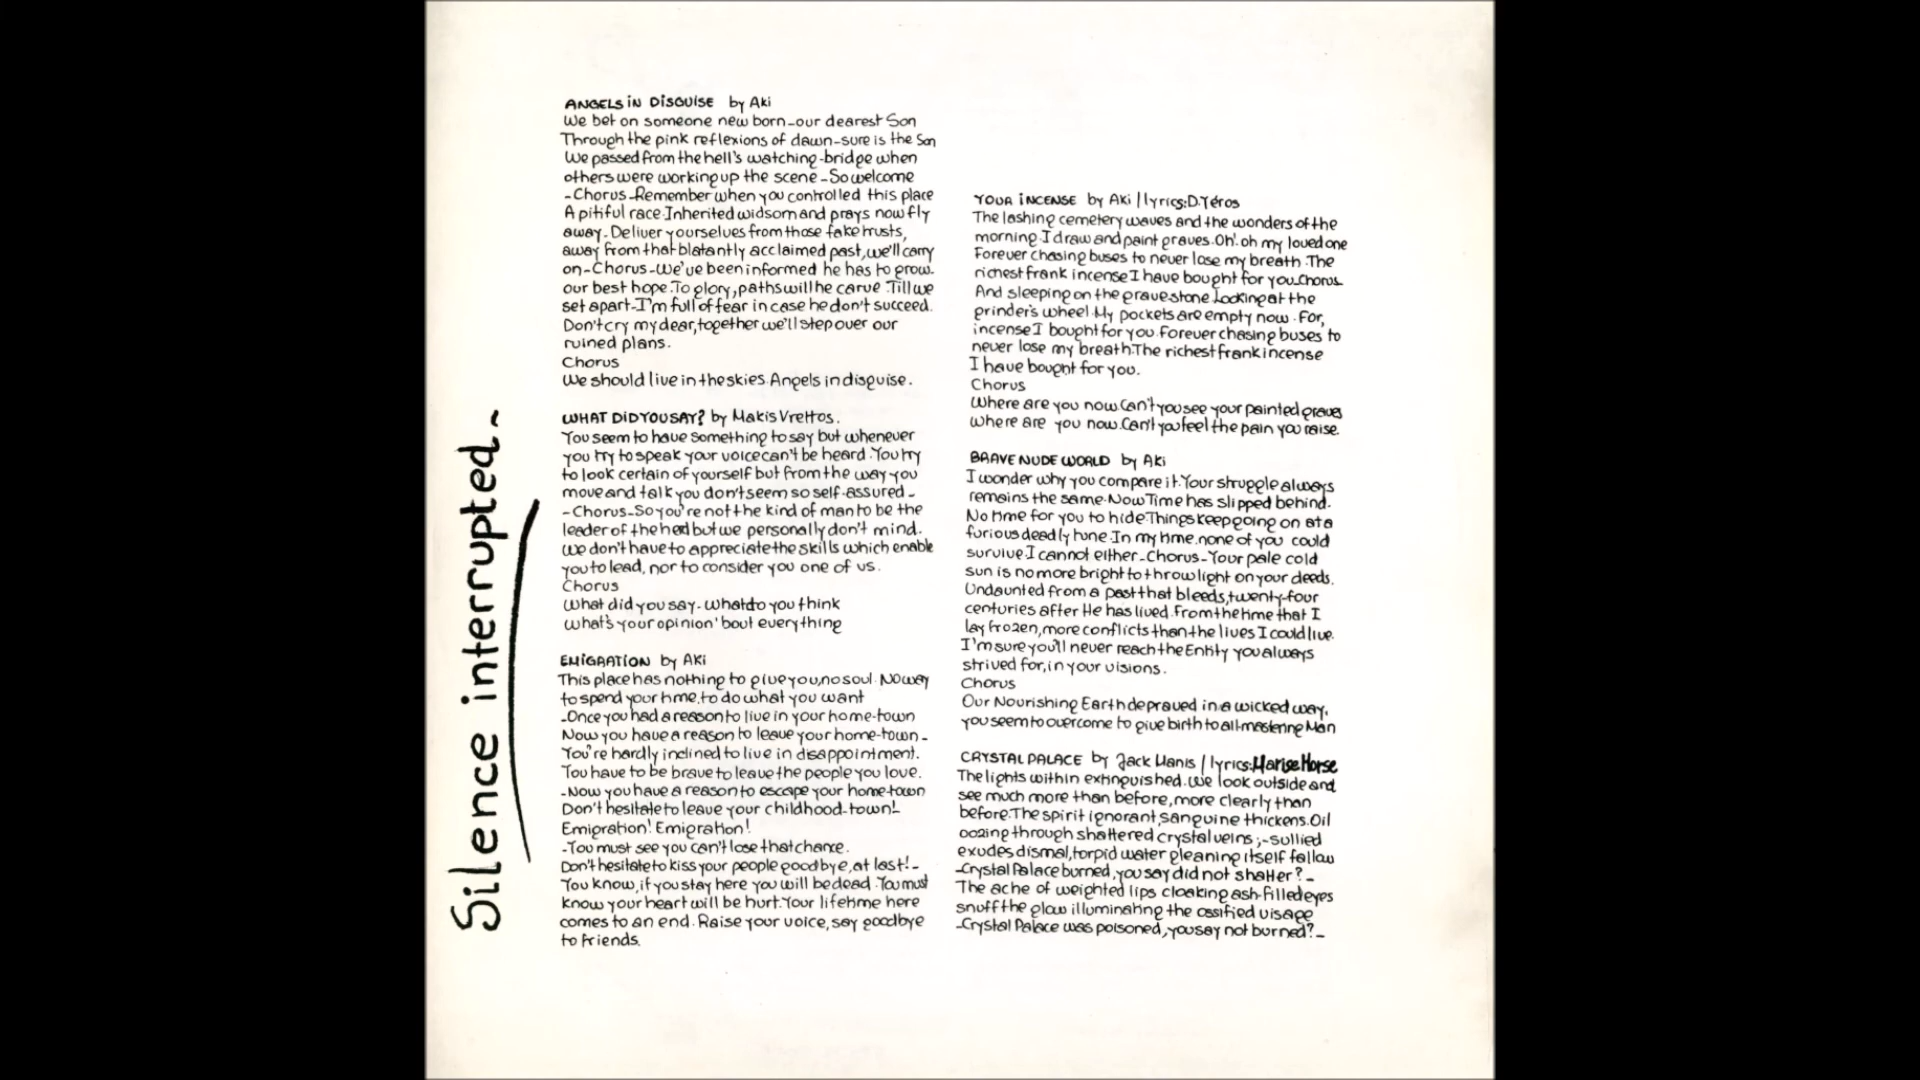 Silence interrupted_
ANGELS iN DiSGUiSE by Aki
We bet on someone new born-our dearest Son
Through the pink reflexions of dawn-sure is the Son
We passed from the hell's watching-bridge when
others were working up the scene-So welcome
-Chorus-Remember when you controlled this place
A pitiful race.Inherited widsom and prays now fly
away-Deliver yourselves from those fake trusts,
away from that blatantly acclaimed past,we'll carry
on-Chorus-We've been informed he has to grow.
our best hope.To glory,paths will he carve.Till we
set apart-I'm full of fear in case he don't succeed.
Don't cry my dear,together we'll step over our
ruined plans.
Chorus
We should live in the skies.Angels in disguise.
WHAT DID YOU SAY? by Makis Vrettos.
You seem to have something to say but whenever
you try to speak your voice can't be heard.You try
to look certain of yourself but from the way you
move and talk you don't seem so self-assured-
-Chorus-So you're not the kind of man to be the
leader of the herd but we personally don't mind.
We don't have to appreciate the skills which enable
you to lead, nor to consider you one of us.
Chorus
What did you say-What do you think
What's your opinion 'bout everything
EMIGRATION by AKi
This place has nothing to give you,no soul. No way
to spend your time,to do what you want
-Once you had a reason to live in your home-town
Now you have a reason to leave your home-town-
You're hardly inclined to live in disappointment.
You have to be brave to leave the people you love.
-Now you have a reason to escape your home-town
Don't hesitate to leave your childhood-town!-
Emigration! Emigration!
-You must see you can't lose that chance.
Don't hesitate to kiss your people goodbye,at last!-
You know,if you stay here you will be dead.You must
know your heart will be hurt.Your lifetime here
comes to an end.Raise your voice,say goodbye
to friends.
YOUR iNCENSE by Aki/lyrics:D.Yéros
The lashing cemetery waves and the wonders of the
morning.I draw and paint graves.Oh!oh my loved one
Forever chasing buses to never lose my breath.The
richest frank incense I have bought for you_Chorus_
And sleeping on the gravestone Looking at the
grinder's wheel.My pockets are empty now.For,
incense I bought for you.Forever chasing buses to
never lose my breath.The richest frankincense
I have bought for you.
Chorus
Where are you now.Can't you see your painted graves
Where are you now.Can't you feel the pain you raise.
BRAVE NUDE WORLD by Aki
I wonder why you compare it.Your struggle always
remains the same.Now Time has slipped behind.
No time for you to hide.Things keep going on at a
furious deadly tune.In my time,none of you could
survive.I cannot either-Chorus-Your pale cold
sun is no more bright to throw light on your deeds.
Undaunted from a past that bleeds,twenty-four
centuries after He has lived.From the time that I
lay frozen,more conflicts than the lives I could live.
I'm sure you'll never reach the Entity you always
strived for,in your visions.
Chorus
Our Nourishing Earth depraved in a wicked way,
you seem to overcome to give birth to all-mastering Man
CRYSTAL PALACE by Jack Hanis/lyrics:Marise Horse
The lights within extinguished.We look outside and
see much more than before,more clearly than
before.The spirit ignorant,sanguine thickens.Oil
oozing through shattered crystal veins;-sullied
exudes dismal,torpid water gleaning itself fallow
-Crystal Palace burned,you say did not shatter?-
The ache of weighted lips cloaking ash-filled eyes
snuff the glow illuminating the ossified visage
-Crystal Palace was poisoned,you say not burned?-